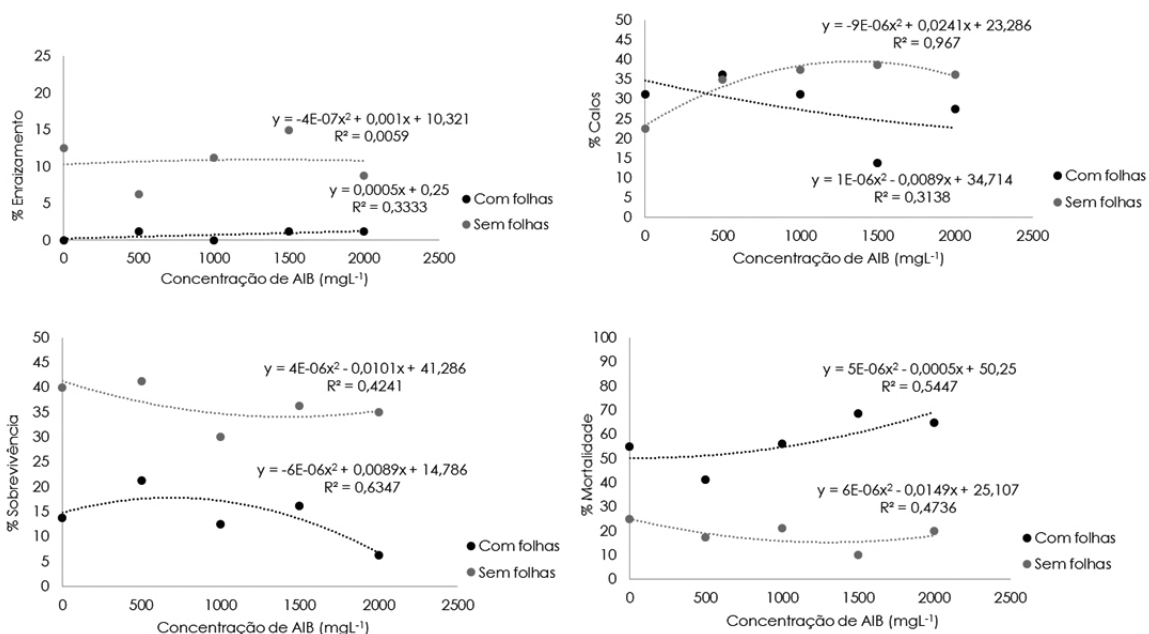 25
20
15
10
5
0
% Enraizamento
y = -4E-07x² + 0,001x + 10,321
R² = 0,0059
y = 0,0005x + 0,25
R² = 0,3333
Com folhas
Sem folhas
0 500 1000 1500 2000 2500
Concentração de AIB (mgL⁻¹)
50
45
40
35
30
25
20
15
10
5
0
% Calos
y = -9E-06x² + 0,0241x + 23,286
R² = 0,967
y = 1E-06x² - 0,0089x + 34,714
R² = 0,3138
Com folhas
Sem folhas
0 500 1000 1500 2000 2500
Concentração de AIB (mgL⁻¹)
50
45
40
35
30
25
20
15
10
5
0
% Sobrevivência
y = 4E-06x² - 0,0101x + 41,286
R² = 0,4241
y = -6E-06x² + 0,0089x + 14,786
R² = 0,6347
Com folhas
Sem folhas
0 500 1000 1500 2000 2500
Concentração de AIB (mgL⁻¹)
100
90
80
70
60
50
40
30
20
10
0
% Mortalidade
y = 5E-06x² - 0,0005x + 50,25
R² = 0,5447
y = 6E-06x² - 0,0149x + 25,107
R² = 0,4736
Com folhas
Sem folhas
0 500 1000 1500 2000 2500
Concentração de AIB (mgL⁻¹)